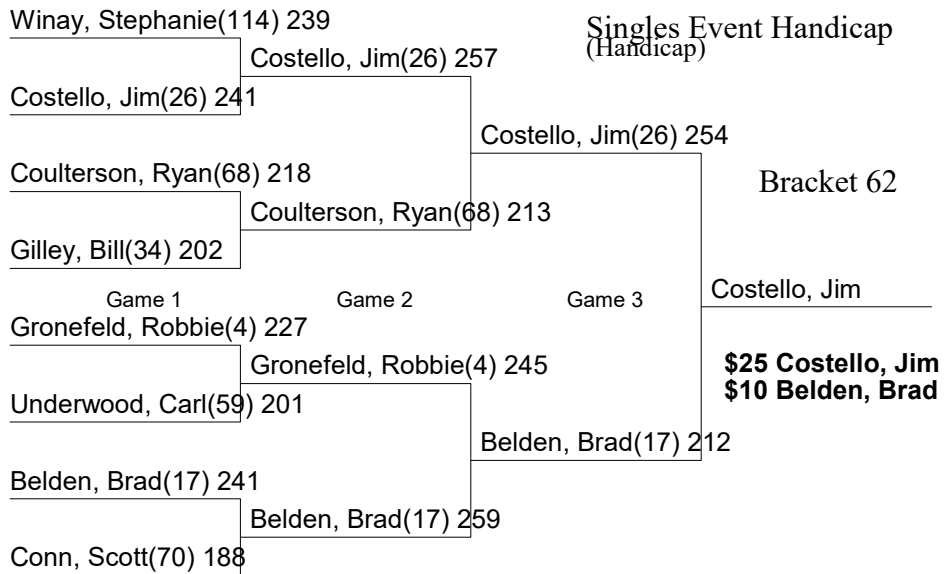 Winay, Stephanie(114) 239
Singles Event Handicap
(Handicap)
Costello, Jim(26) 257
Costello, Jim(26) 241
Costello, Jim(26) 254
Coulterson, Ryan(68) 218
Bracket 62
Coulterson, Ryan(68) 213
Gilley, Bill(34) 202
Game 1
Game 2
Game 3
Costello, Jim
Gronefeld, Robbie(4) 227
Gronefeld, Robbie(4) 245
$25 Costello, Jim
$10 Belden, Brad
Underwood, Carl(59) 201
Belden, Brad(17) 212
Belden, Brad(17) 241
Belden, Brad(17) 259
Conn, Scott(70) 188